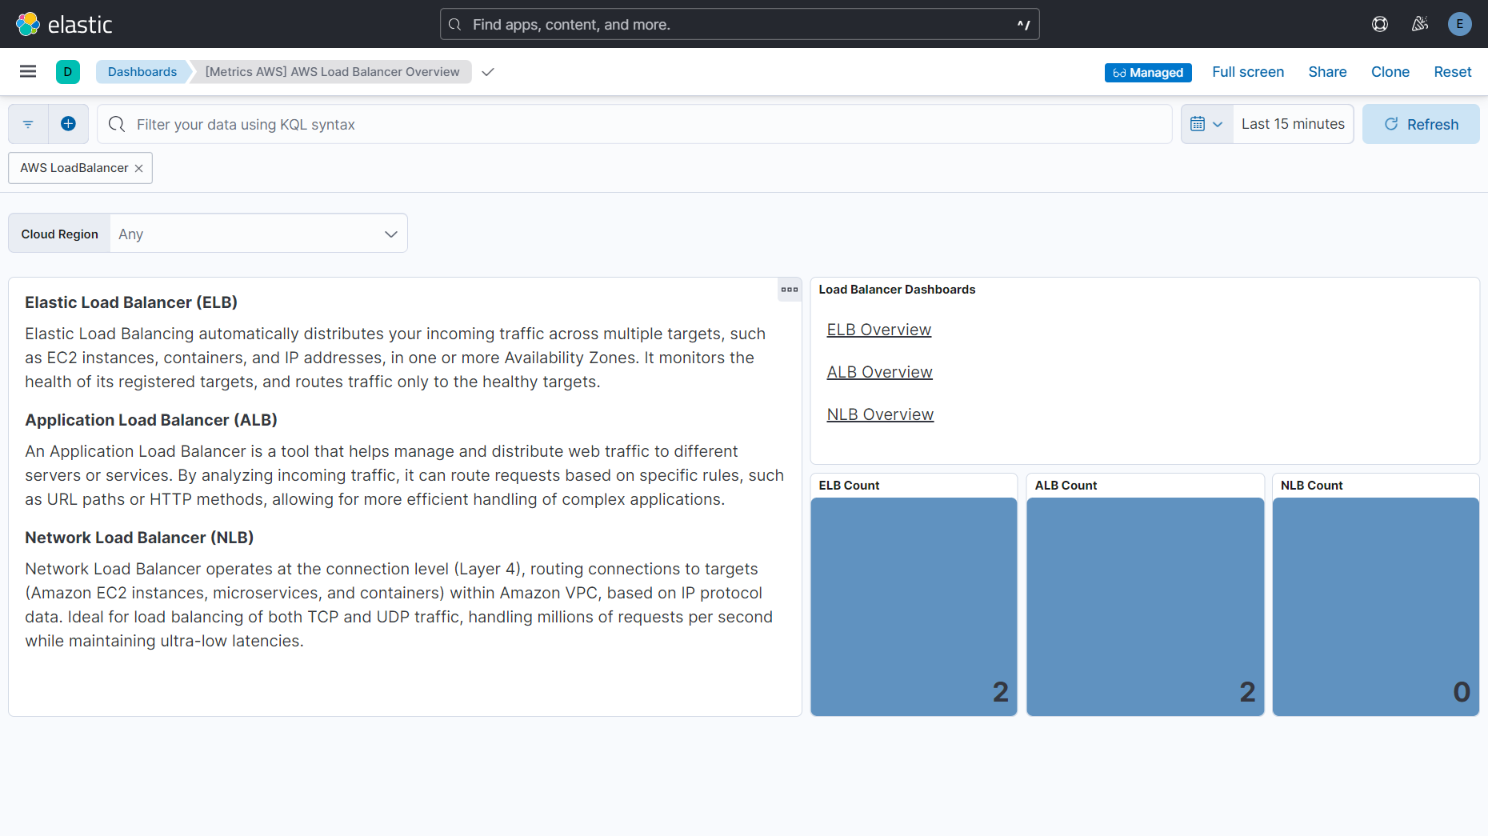 elastic
Find apps, content, and more.
^/
E
D
Dashboards
[Metrics AWS] AWS Load Balancer Overview
Managed
Full screen
Share
Clone
Reset
Filter your data using KQL syntax
Last 15 minutes
Refresh
AWS LoadBalancer
Cloud Region
Any
Elastic Load Balancer (ELB)
Elastic Load Balancing automatically distributes your incoming traffic across multiple targets, such
as EC2 instances, containers, and IP addresses, in one or more Availability Zones. It monitors the
health of its registered targets, and routes traffic only to the healthy targets.
Application Load Balancer (ALB)
An Application Load Balancer is a tool that helps manage and distribute web traffic to different
servers or services. By analyzing incoming traffic, it can route requests based on specific rules, such
as URL paths or HTTP methods, allowing for more efficient handling of complex applications.
Network Load Balancer (NLB)
Network Load Balancer operates at the connection level (Layer 4), routing connections to targets
(Amazon EC2 instances, microservices, and containers) within Amazon VPC, based on IP protocol
data. Ideal for load balancing of both TCP and UDP traffic, handling millions of requests per second
while maintaining ultra-low latencies.
Load Balancer Dashboards
ELB Overview
ALB Overview
NLB Overview
ELB Count
2
ALB Count
2
NLB Count
0